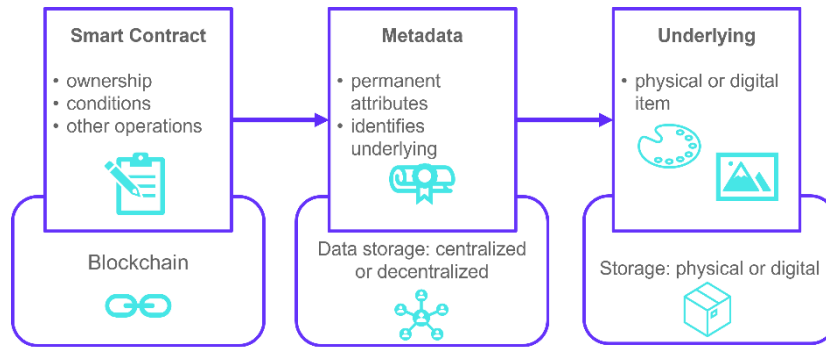 Smart Contract
• ownership
• conditions
• other operations
Blockchain
Metadata
• permanent
attributes
• identifies
underlying
Data storage: centralized
or decentralized
Underlying
• physical or digital
item
Storage: physical or digital